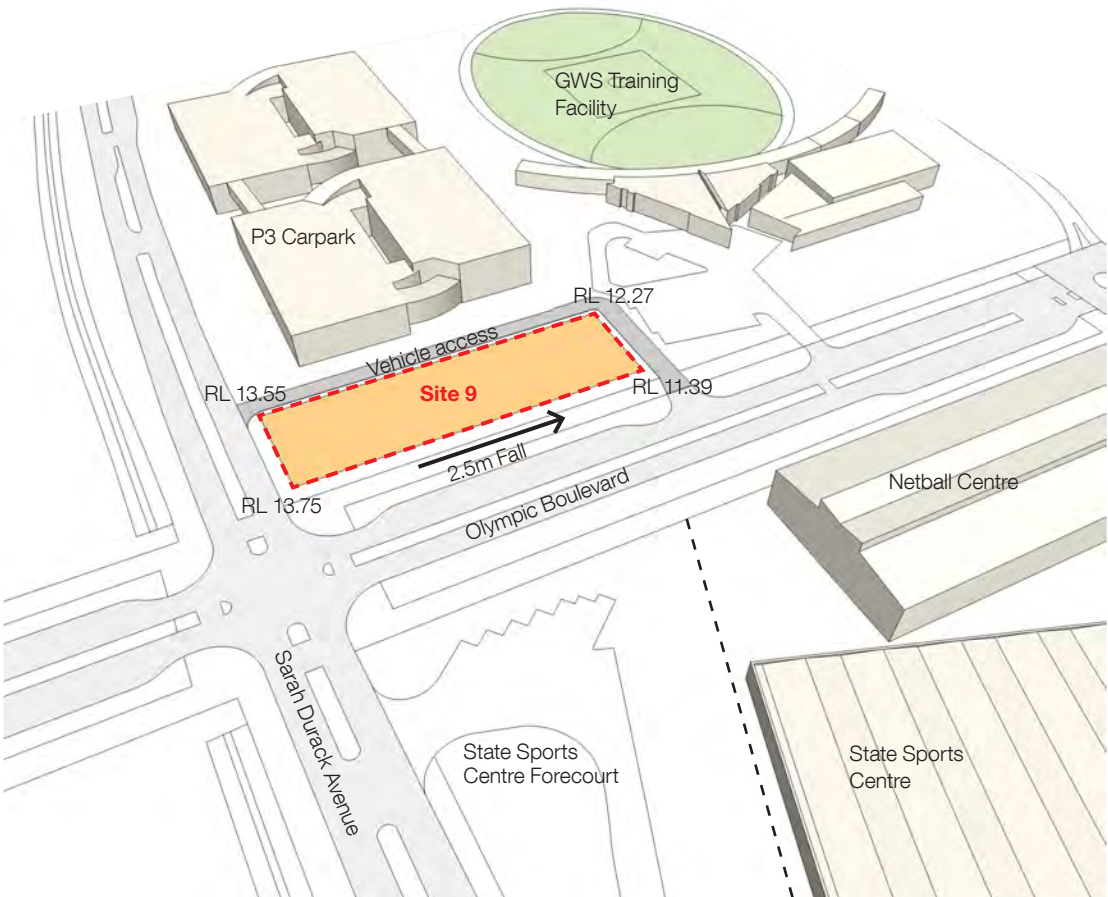 GWS Training
Facility
P3 Carpark
RL 12.27
Vehicle access
RL 13.55
Site 9
RL 11.39
2.5m Fall
RL 13.75
Olympic Boulevard
Netball Centre
Sarah Durack Avenue
State Sports
Centre Forecourt
State Sports
Centre